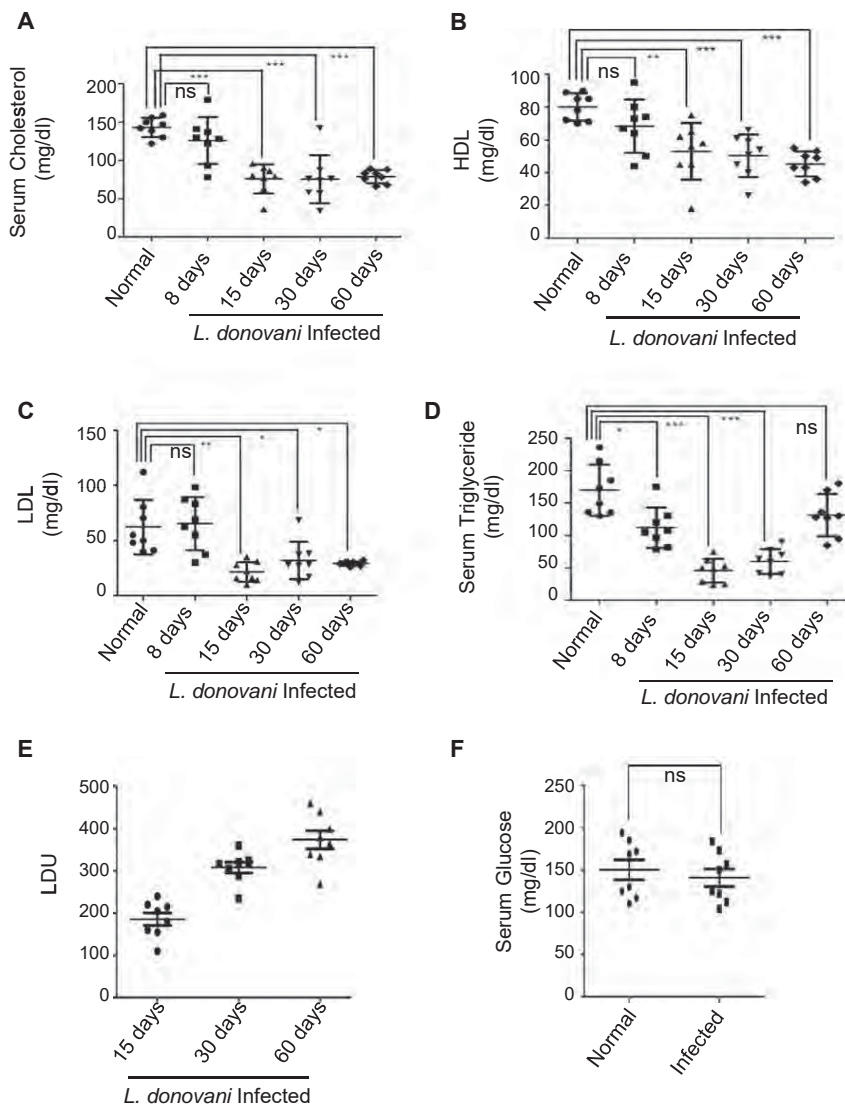 A
***
***
***
ns
Serum Cholesterol
(mg/dl)
200
150
100
50
0
Normal
8 days
15 days
30 days
60 days
L. donovani Infected
B
***
***
**
ns
HDL
(mg/dl)
100
80
60
40
20
0
Normal
8 days
15 days
30 days
60 days
L. donovani Infected
C
*
*
**
ns
LDL
(mg/dl)
150
100
50
0
Normal
8 days
15 days
30 days
60 days
L. donovani Infected
D
ns
***
***
*
Serum Triglyceride
(mg/dl)
250
200
150
100
50
0
Normal
8 days
15 days
30 days
60 days
L. donovani Infected
E
LDU
500
400
300
200
100
0
15 days
30 days
60 days
L. donovani Infected
F
ns
Serum Glucose
(mg/dl)
250
200
150
100
50
0
Normal
Infected